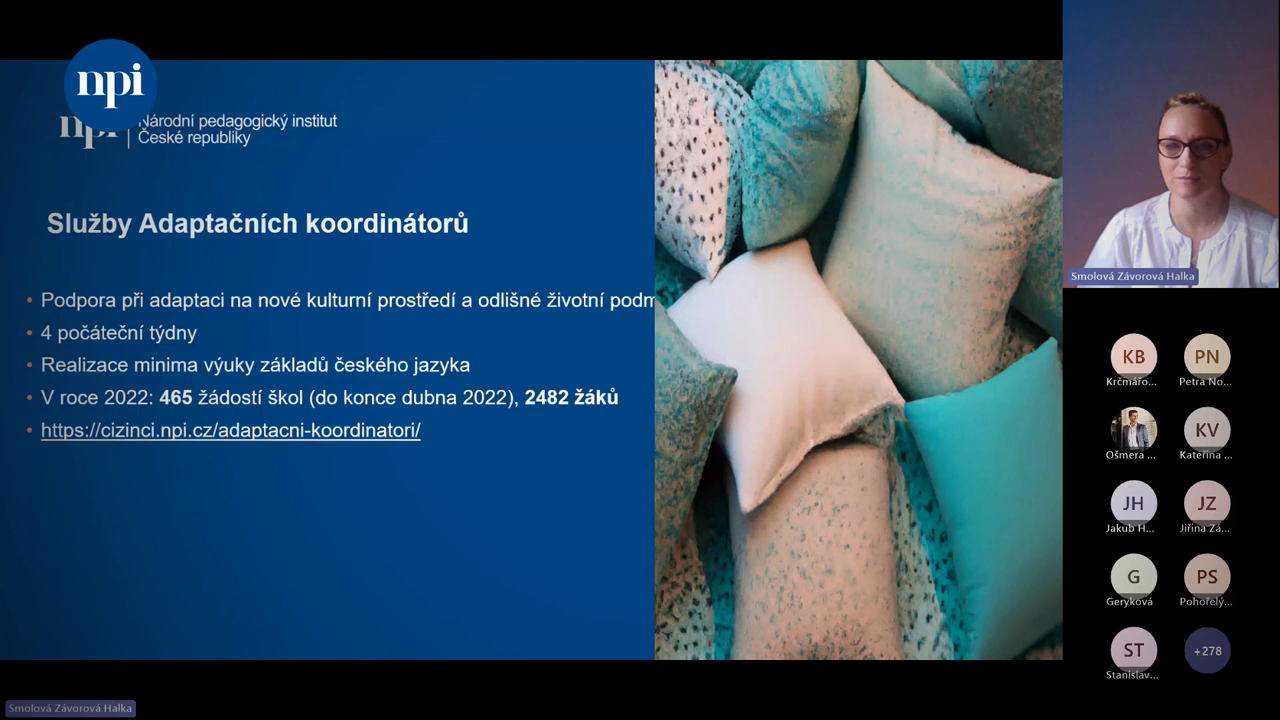 npi
Národní pedagogický institut
České republiky
Služby Adaptačních koordinátorů
• Podpora při adaptaci na nové kulturní prostředí a odlišné životní podm
• 4 počáteční týdny
• Realizace minima výuky základů českého jazyka
• V roce 2022: 465 žádostí škol (do konce dubna 2022), 2482 žáků
• https://cizinci.npi.cz/adaptacni-koordinatori/
Smolová Závorová Halka
KB
Krčmáro...
PN
Petra No...
Ošmera ...
KV
Kateřina ...
JH
Jakub H...
JZ
Jiřina Zá...
G
Geryková
PS
Pohořelý...
ST
Stanislav...
+278
Smolová Závorová Halka